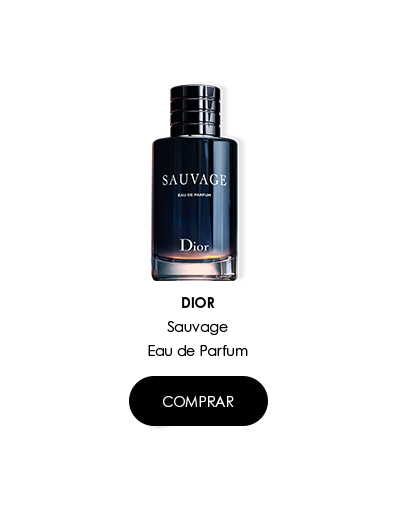 SAUVAGE
EAU DE PARFUM
Dior
DIOR
Sauvage
Eau de Parfum
COMPRAR